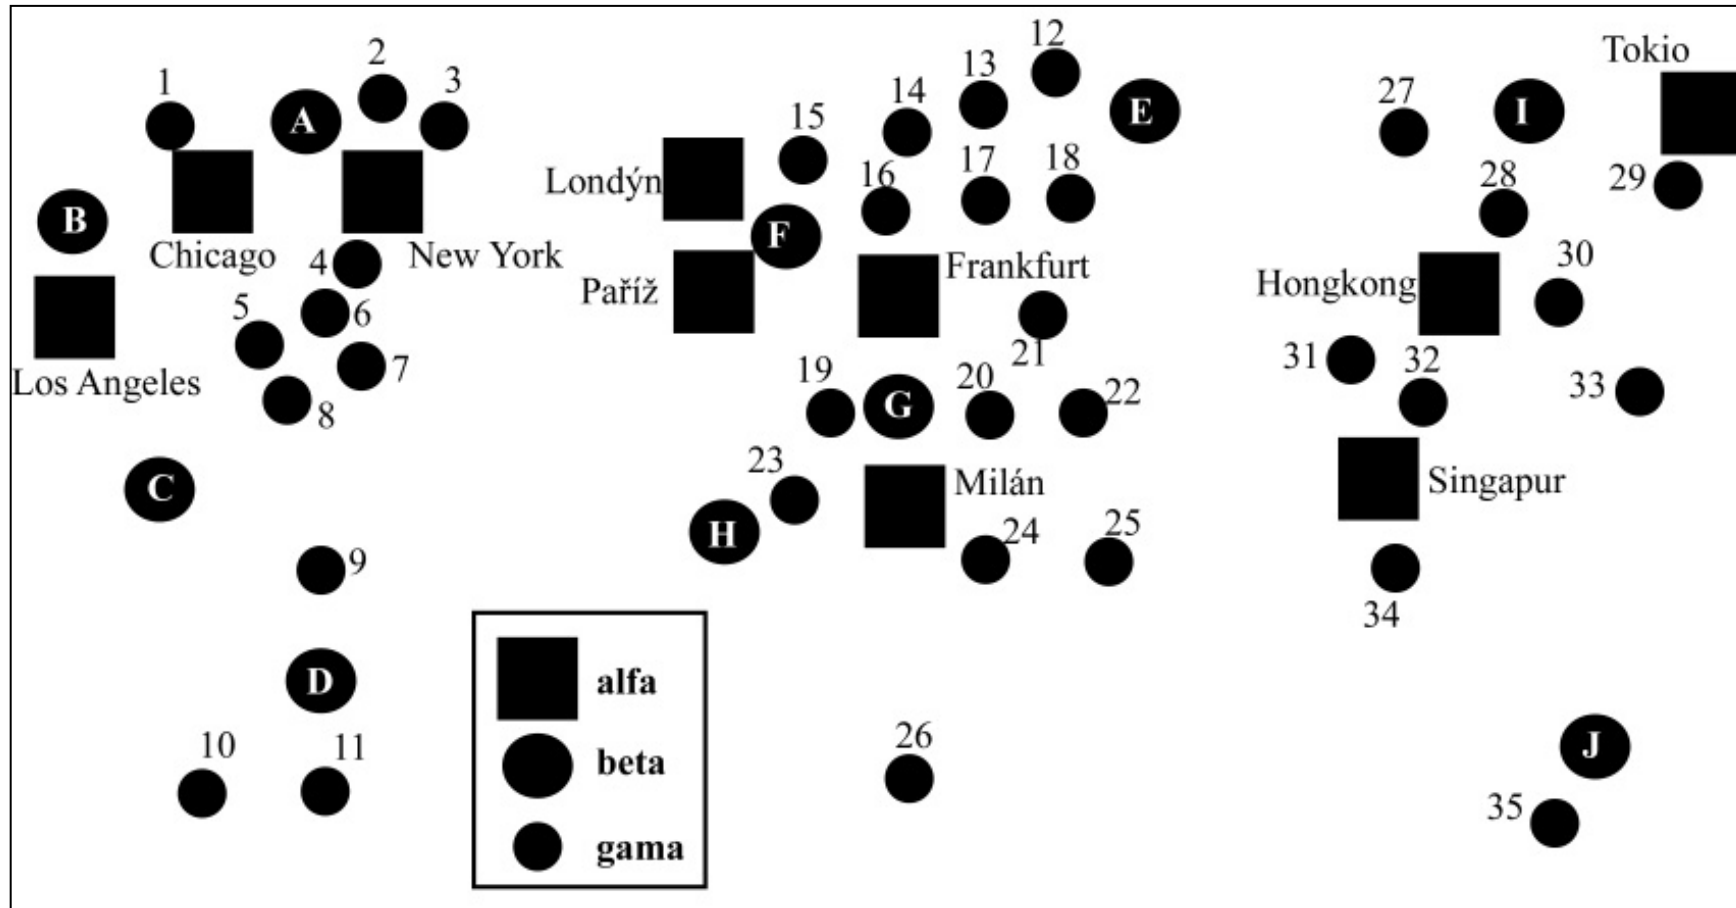 12
Tokio
2
13
1
3
14
27
A
E
I
15
Londýn
16
17
18
28
29
B
F
Chicago
4
New York
Paříž
Frankfurt
Hongkong
30
5
6
21
31
32
7
19
20
22
33
Los Angeles
8
G
23
Milán
Singapur
C
H
24
25
9
34
D
alfa
10
11
26
beta
J
35
gama